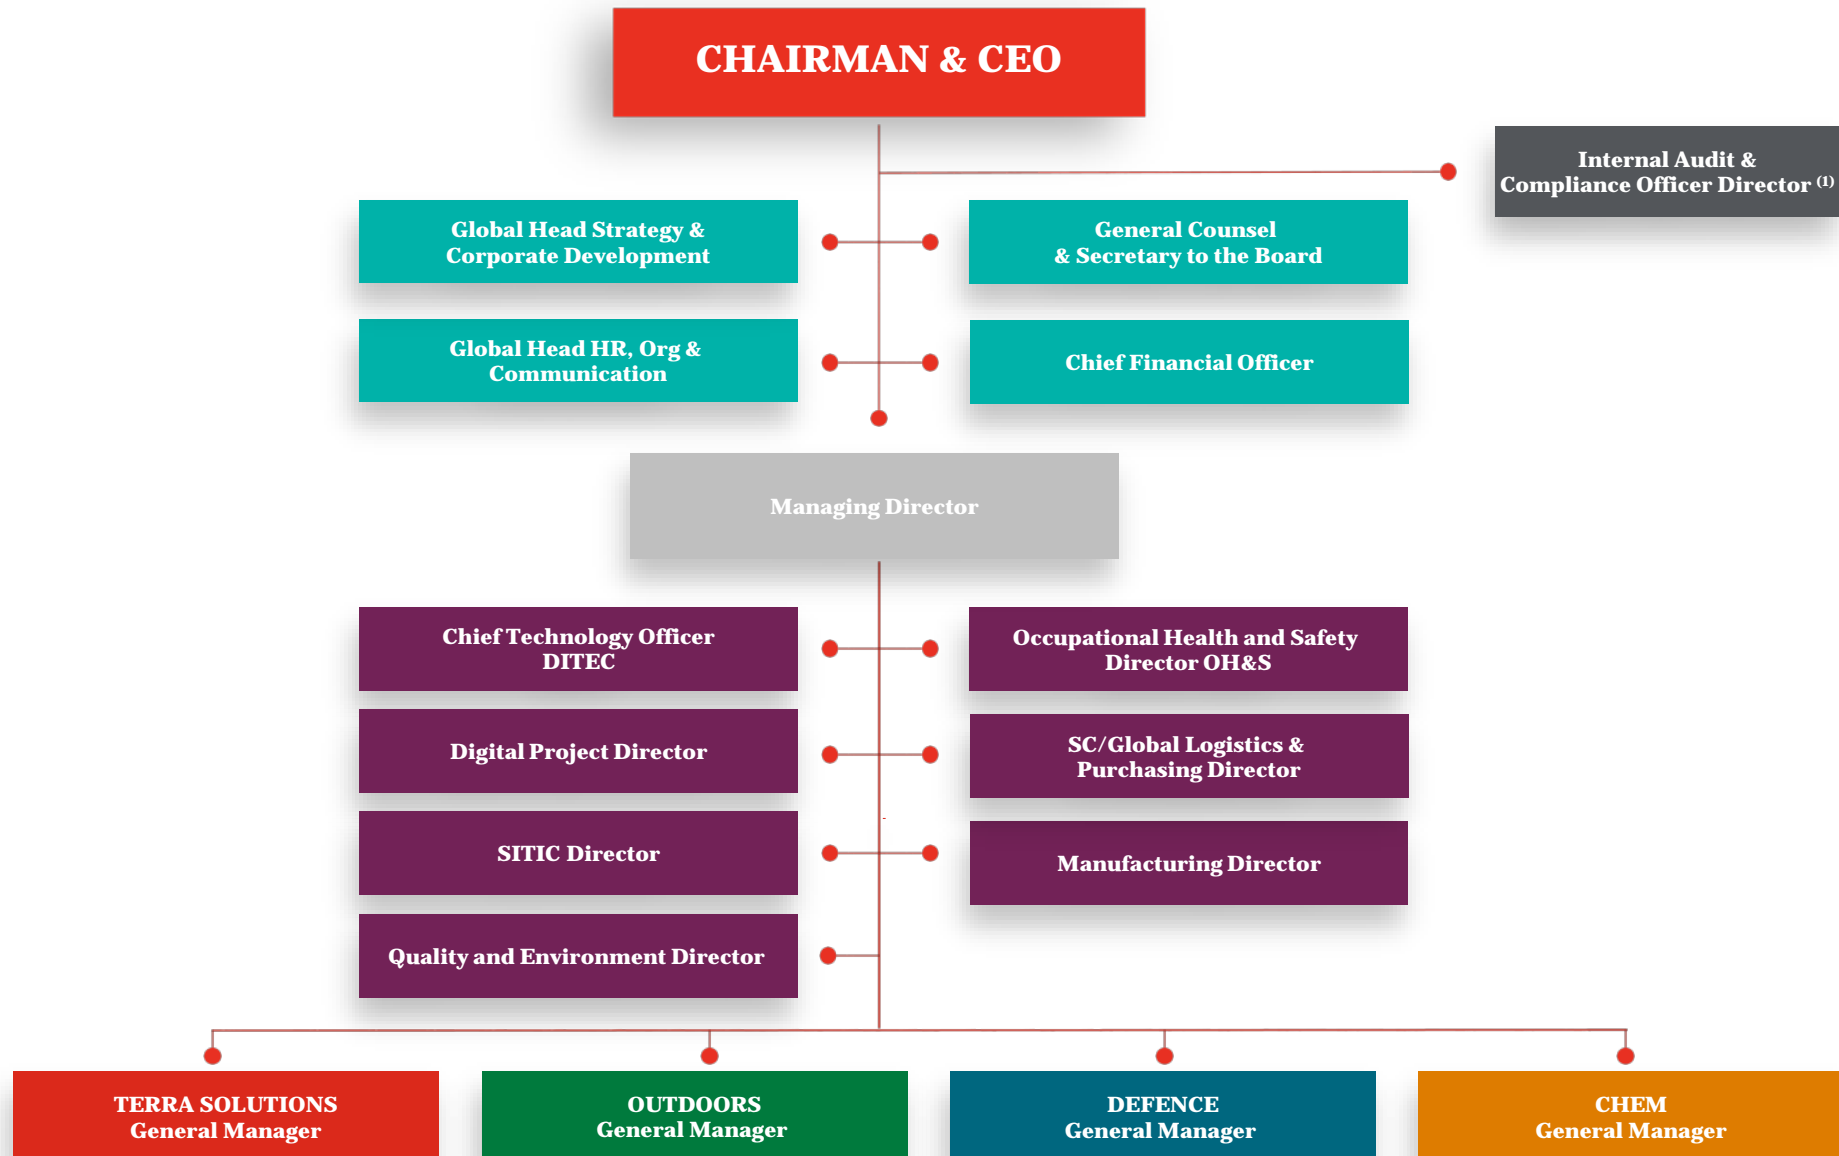 CHAIRMAN & CEO
Internal Audit &
Compliance Officer Director (1)
Global Head Strategy &
Corporate Development
General Counsel
& Secretary to the Board
Global Head HR, Org &
Communication
Chief Financial Officer
Managing Director
Chief Technology Officer
DITEC
Occupational Health and Safety
Director OH&S
Digital Project Director
SC/Global Logistics &
Purchasing Director
SITIC Director
Manufacturing Director
Quality and Environment Director
TERRA SOLUTIONS
General Manager
OUTDOORS
General Manager
DEFENCE
General Manager
CHEM
General Manager